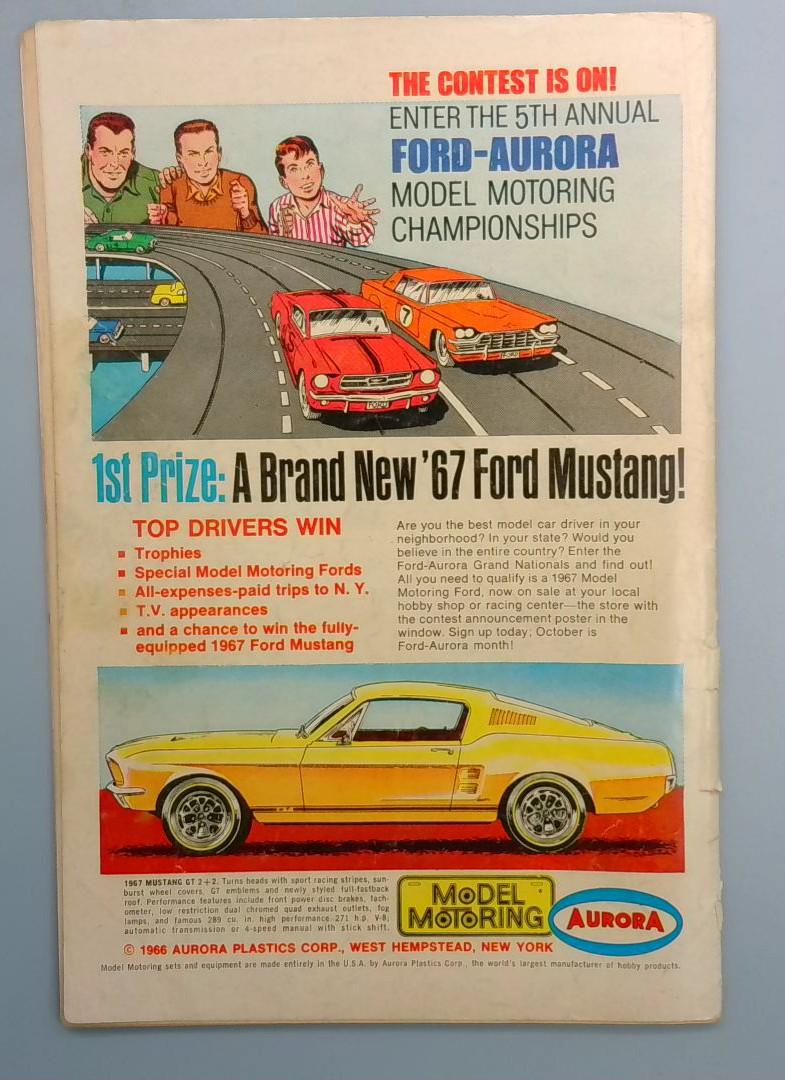 THE CONTEST IS ON!
ENTER THE 5TH ANNUAL
FORD-AURORA
MODEL MOTORING
CHAMPIONSHIPS
7
FORD
1st Prize: A Brand New '67 Ford Mustang!
TOP DRIVERS WIN
Trophies
Special Model Motoring Fords
All-expenses-paid trips to N. Y.
T.V. appearances
and a chance to win the fully-
equipped 1967 Ford Mustang
Are you the best model car driver in your
neighborhood? In your state? Would you
believe in the entire country? Enter the
Ford-Aurora Grand Nationals and find out!
All you need to qualify is a 1967 Model
Motoring Ford, now on sale at your local
hobby shop or racing center—the store with
the contest announcement poster in the
window. Sign up today; October is
Ford-Aurora month!
1967 MUSTANG GT 2+2. Turns heads with sport racing stripes, sun-
burst wheel covers, GT emblems and newly styled full-fastback
roof. Performance features include front power disc brakes, tach-
ometer, low restriction dual chromed quad exhaust outlets, fog
lamps, and famous 289 cu. in. high performance 271 h.p. V-8;
automatic transmission or 4-speed manual with stick shift.
MODEL
MOTORING
AURORA
© 1966 AURORA PLASTICS CORP., WEST HEMPSTEAD, NEW YORK
Model Motoring sets and equipment are made entirely in the U.S.A. by Aurora Plastics Corp., the world's largest manufacturer of hobby products.